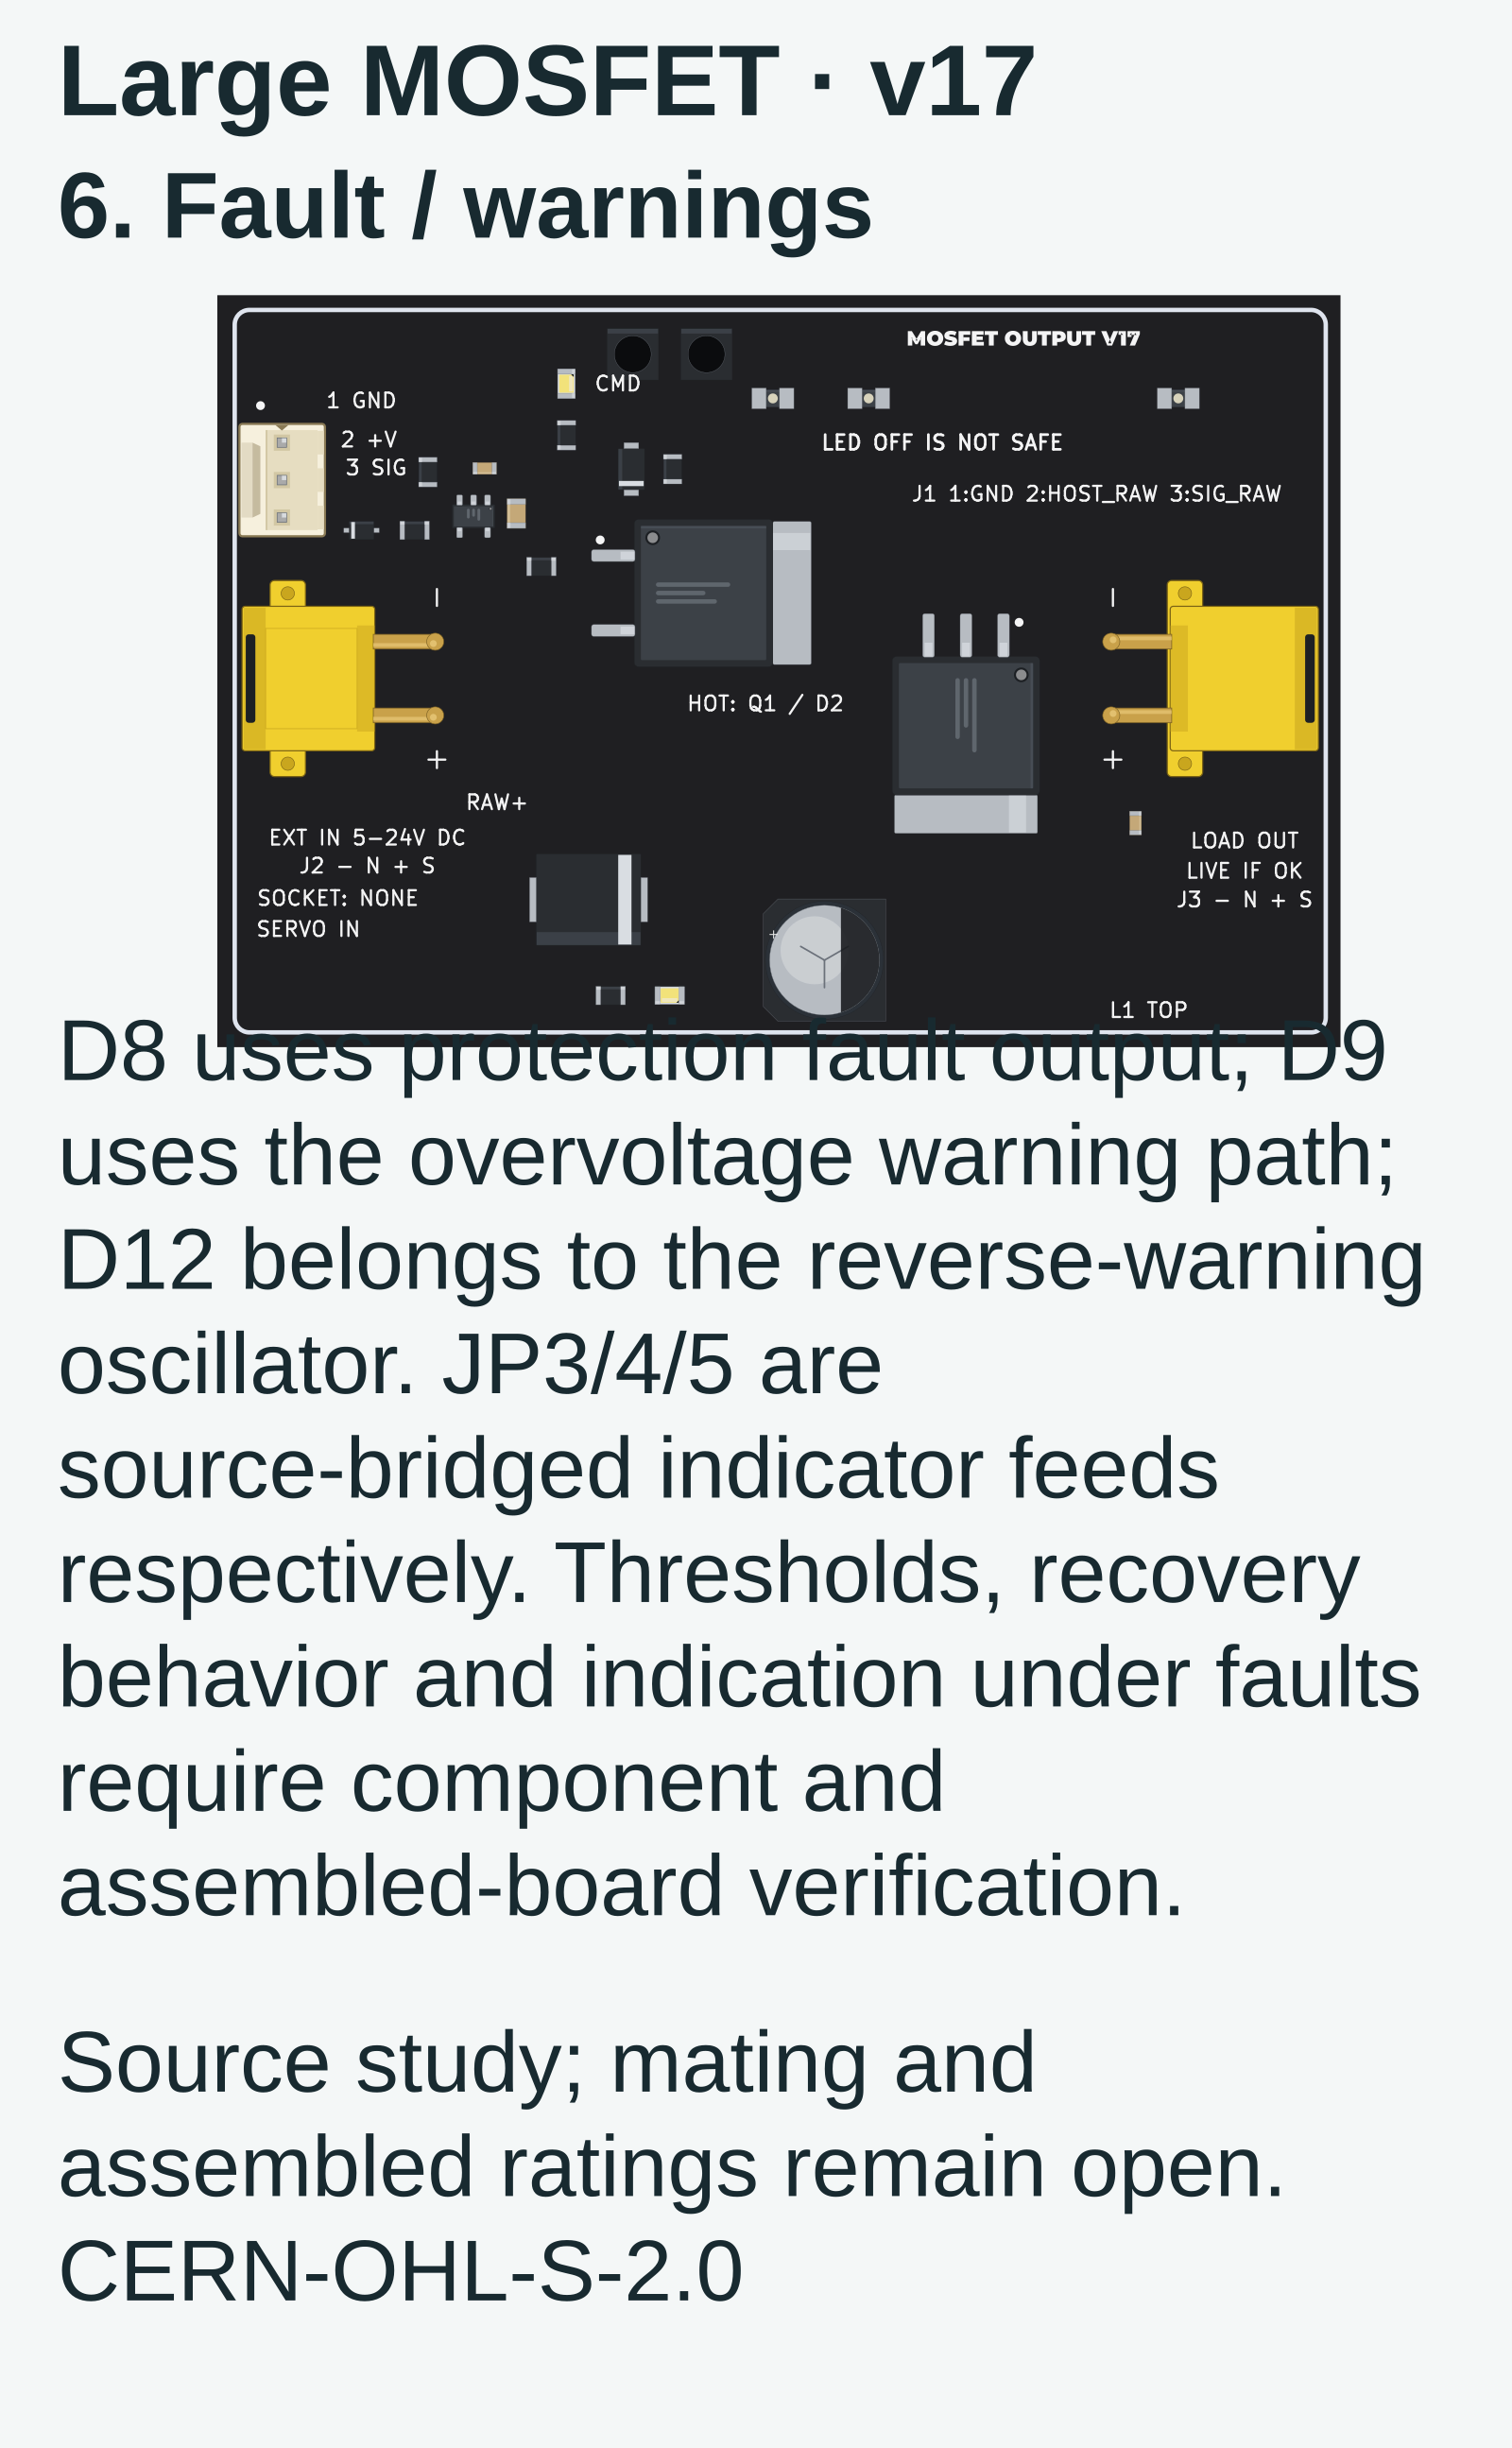 Large MOSFET · v17
6. Fault / warnings
MOSFET OUTPUT V17
CMD
1 GND
2 +V
3 SIG
LED OFF IS NOT SAFE
J1 1:GND 2:HOST_RAW 3:SIG_RAW
HOT: Q1 / D2
RAW+
EXT IN 5–24V DC
J2 – N + S
SOCKET: NONE
SERVO IN
LOAD OUT
LIVE IF OK
J3 – N + S
L1 TOP
D8 uses protection fault output; D9
uses the overvoltage warning path;
D12 belongs to the reverse-warning
oscillator. JP3/4/5 are
source-bridged indicator feeds
respectively. Thresholds, recovery
behavior and indication under faults
require component and
assembled-board verification.
Source study; mating and
assembled ratings remain open.
CERN-OHL-S-2.0